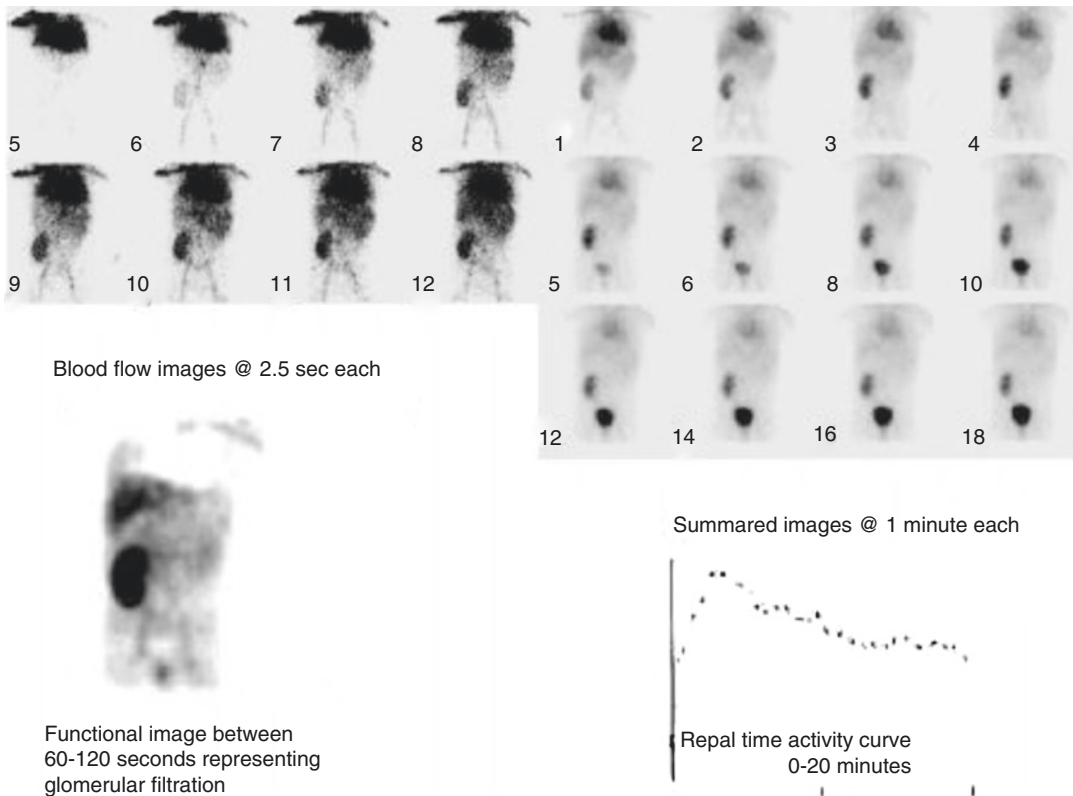 5 6 7 8
9 10 11 12
1 2 3 4
5 6 8 10
12 14 16 18
Blood flow images @ 2.5 sec each
Functional image between
60-120 seconds representing
glomerular filtration
Summared images @ 1 minute each
Repal time activity curve
0-20 minutes